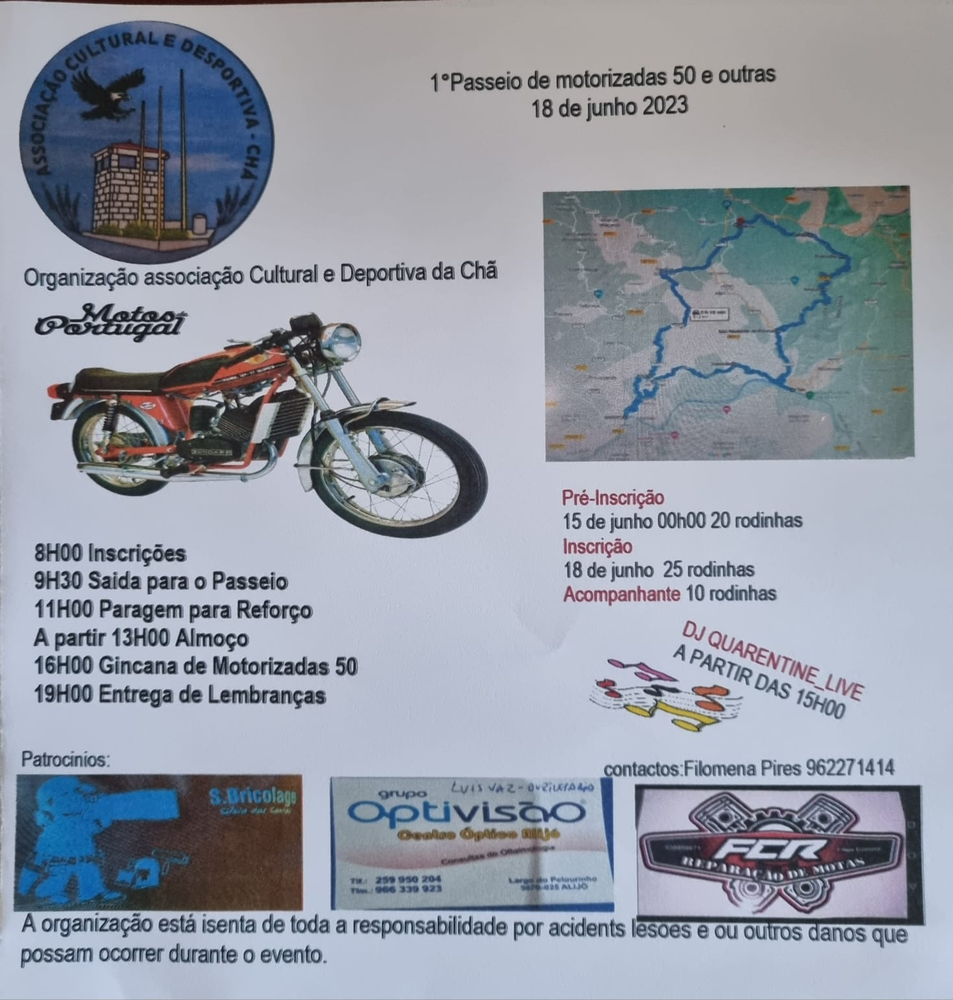 ASSOCIAÇÃO CULTURAL E DESPORTIVA - CHÃ
1°Passeio de motorizadas 50 e outras
18 de junho 2023
Organização associação Cultural e Deportiva da Chã
Motos
Portugal
8H00 Inscrições
9H30 Saida para o Passeio
11H00 Paragem para Reforço
A partir 13H00 Almoço
16H00 Gincana de Motorizadas 50
19H00 Entrega de Lembranças
Pré-Inscrição
15 de junho 00h00 20 rodinhas
Inscrição
18 de junho 25 rodinhas
Acompanhante 10 rodinhas
DJ QUARENTINE_LIVE
A PARTIR DAS 15H00
Patrocinios:
contactos:Filomena Pires 962271414
S.Bricolage
LUIS VAZ -
grupo
Optivisão
Centro Óptico Alijó
Consultas de Oftalmologia
Tlf.: 259 950 204
Tlm.: 966 339 923
Largo do Pelourinho
5070-025 ALIJÓ
FCR
REPARAÇÃO DE MOTAS
A organização está isenta de toda a responsabilidade por acidents lesoes e ou outros danos que
possam ocorrer durante o evento.